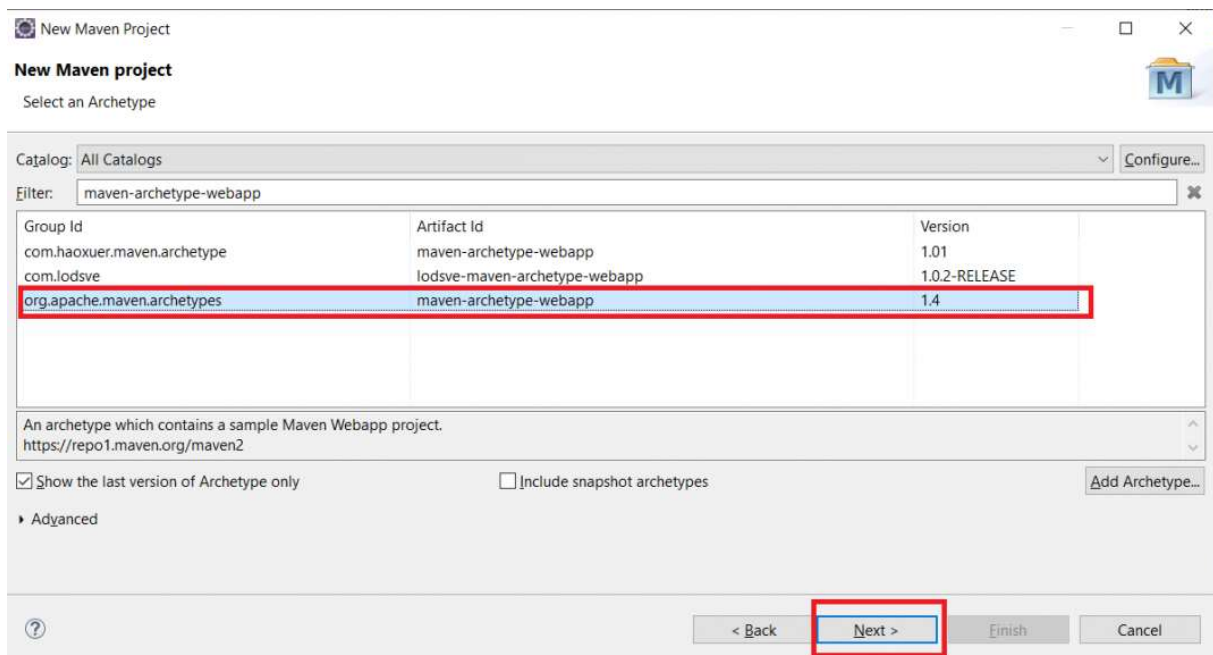 New Maven Project
New Maven project
M
Select an Archetype
Catalog: All Catalogs Configure...
Filter: maven-archetype-webapp
Group Id Artifact Id Version
com.haoxuer.maven.archetype maven-archetype-webapp 1.01
com.lodsve lodsve-maven-archetype-webapp 1.0.2-RELEASE
org.apache.maven.archetypes maven-archetype-webapp 1.4
An archetype which contains a sample Maven Webapp project.
https://repo1.maven.org/maven2
Show the last version of Archetype only Include snapshot archetypes Add Archetype...
Advanced
? < Back Next > Finish Cancel